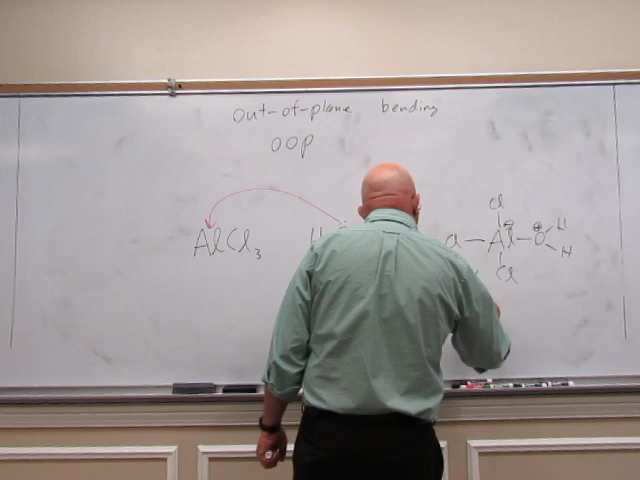 Out-of-plane bending
OOP
Cl
AlCl3 H Cl — Al⊖ — O⊕ H
H
Cl